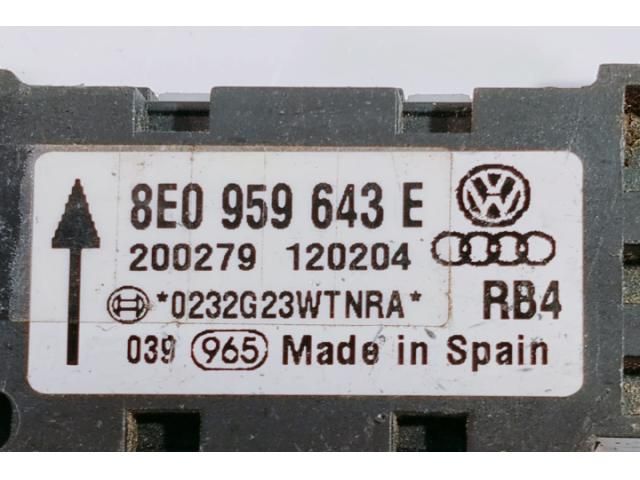 8E0 959 643 E
200279 120204
*0232G23WTNRA* RB4
039 965 Made in Spain